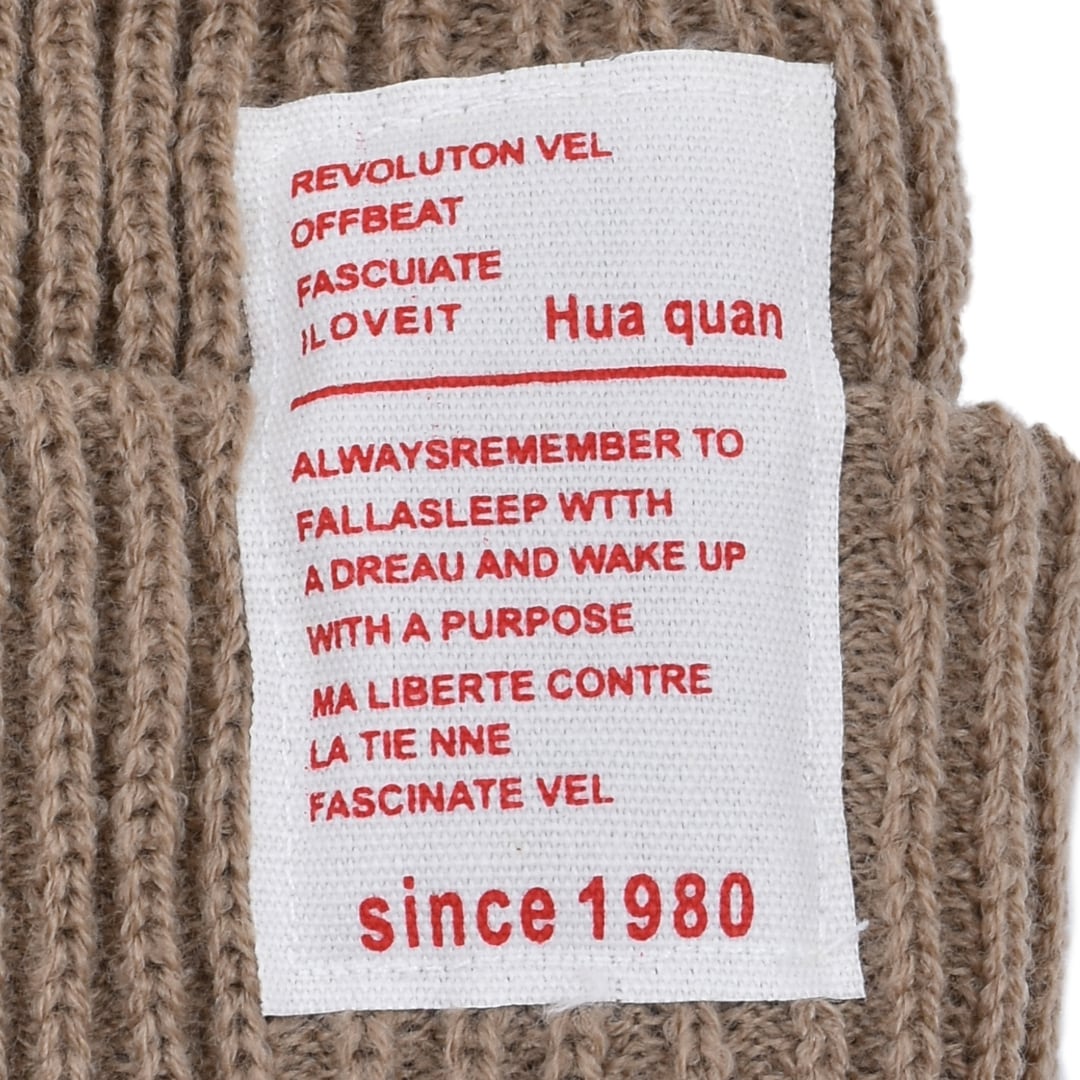 REVOLUTON VEL
OFFBEAT
FASCUIATE
ILOVEIT Hua quan
ALWAYSREMEMBER TO
FALLASLEEP WTTH
A DREAU AND WAKE UP
WITH A PURPOSE
MA LIBERTE CONTRE
LA TIE NNE
FASCINATE VEL
since 1980